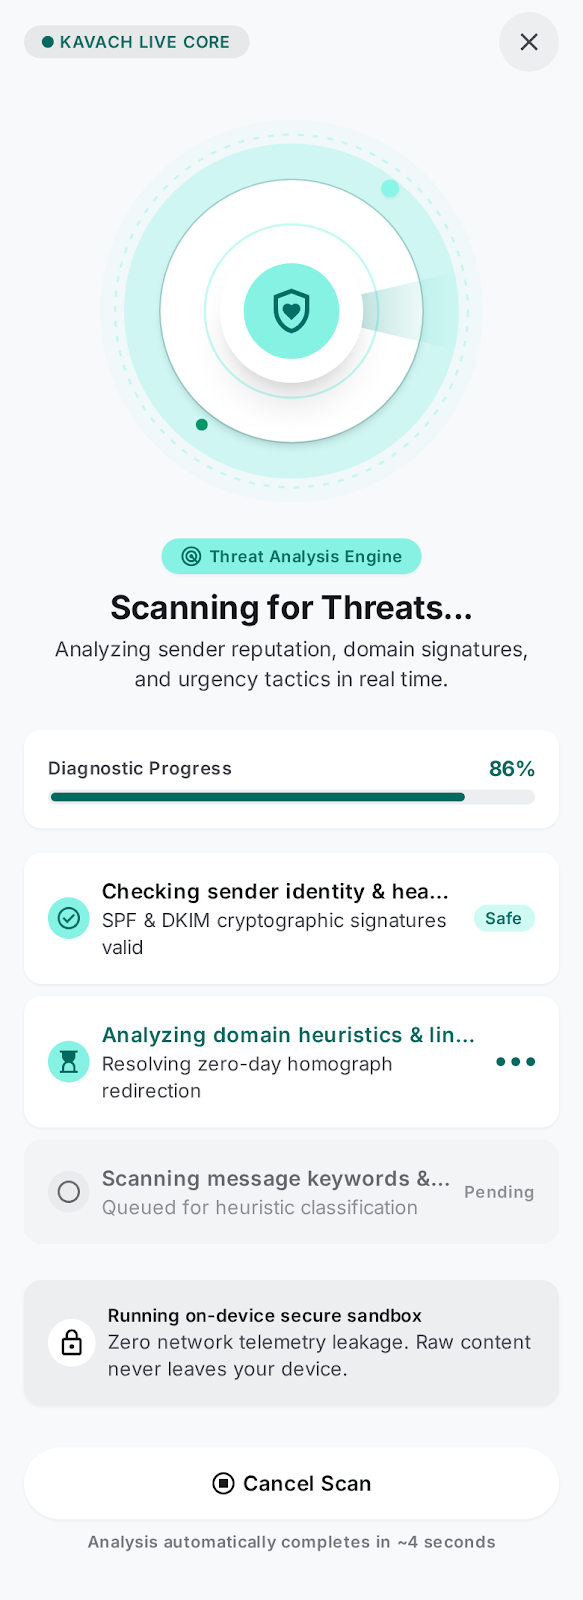 KAVACH LIVE CORE
Threat Analysis Engine
Scanning for Threats...
Analyzing sender reputation, domain signatures,
and urgency tactics in real time.
Diagnostic Progress
86%
Checking sender identity & hea...
SPF & DKIM cryptographic signatures
valid
Safe
Analyzing domain heuristics & lin...
Resolving zero-day homograph
redirection
Scanning message keywords &...
Queued for heuristic classification
Pending
Running on-device secure sandbox
Zero network telemetry leakage. Raw content
never leaves your device.
Cancel Scan
Analysis automatically completes in ~4 seconds